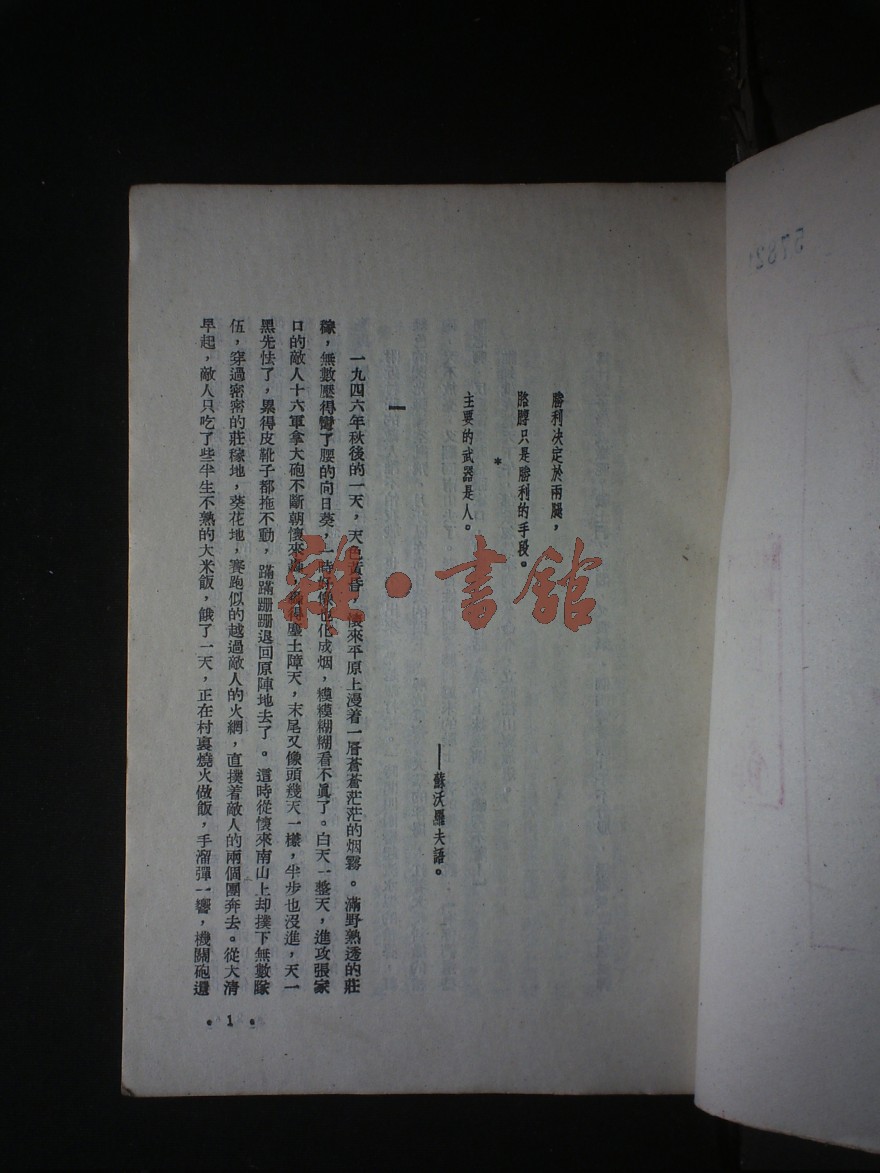 勝利決定於兩腿，
胳膊只是勝利的手段。
*
主要的武器是人。
——蘇沃羅夫語。
一
一九四六年秋後的一天，天色黃昏，懷來平原上漫着一層蒼蒼茫茫的烟霧。滿野熟透的莊
稼，無數壓得彎了腰的向日葵，一時好像也化成烟，糢糢糊糊看不眞了。白天一整天，進攻張家
口的敵人十六軍拿大砲不斷朝懷來 得塵土障天，末尾又像頭幾天一樣，半步也沒進，天一
黑先怯了，累得皮靴子都拖不動，蹣蹣跚跚退回原陣地去了。這時從懷來南山上却撲下無數隊
伍，穿過密密的莊稼地，葵花地，賽跑似的越過敵人的火網，直撲着敵人的兩個團奔去。從大清
早起，敵人只吃了些半生不熟的大米飯，餓了一天，正在村裏燒火做飯，手溜彈一響，機關砲還
• 1 •
雜·書館
5782